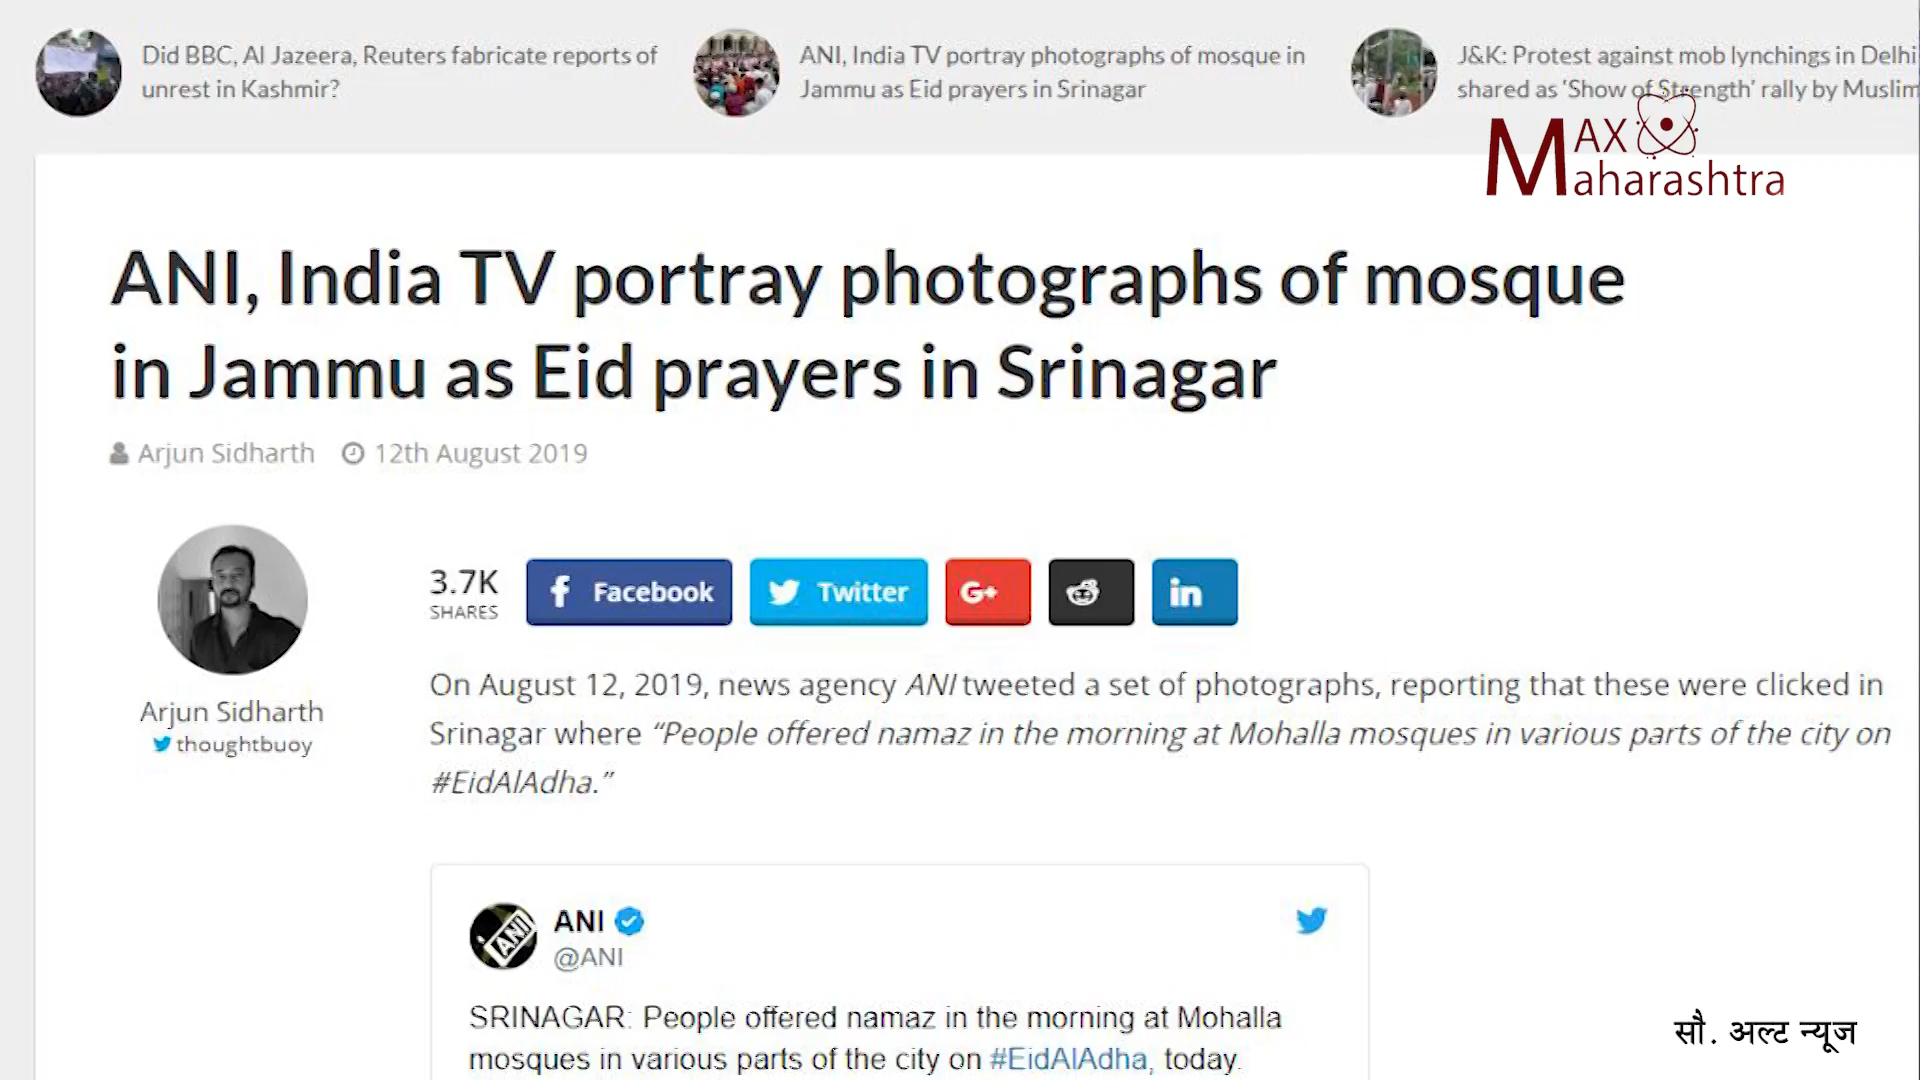 Did BBC, Al Jazeera, Reuters fabricate reports of
unrest in Kashmir?
ANI, India TV portray photographs of mosque in
Jammu as Eid prayers in Srinagar
J&K: Protest against mob lynchings in Delhi
shared as ‘Show of Strength’ rally by Muslim
MAX
Maharashtra
ANI, India TV portray photographs of mosque
in Jammu as Eid prayers in Srinagar
Arjun Sidharth 12th August 2019
3.7K
SHARES
Facebook
Twitter
G+
in
Arjun Sidharth
thoughtbuoy
On August 12, 2019, news agency ANI tweeted a set of photographs, reporting that these were clicked in
Srinagar where “People offered namaz in the morning at Mohalla mosques in various parts of the city on
#EidAlAdha.”
ANI
ANI
@ANI
SRINAGAR: People offered namaz in the morning at Mohalla
mosques in various parts of the city on #EidAlAdha, today.
सौ. अल्ट न्यूज